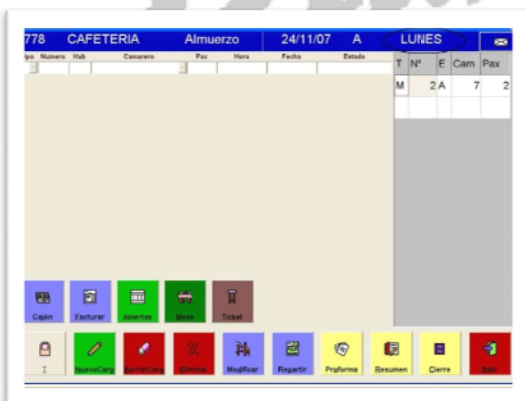 778 CAFETERIA Almuerzo 24/11/07 A LUNES
Numero Hab Camarero Pax Hora Fecha Estado
T Nº E Cam Pax
M 2 A 7 2
Cajón Facturar Abiertas Mesa Ticket
I NuevoCarg BorrarCarg Eliminar Modificar Repartir Proforma Resumen Cierre Salir